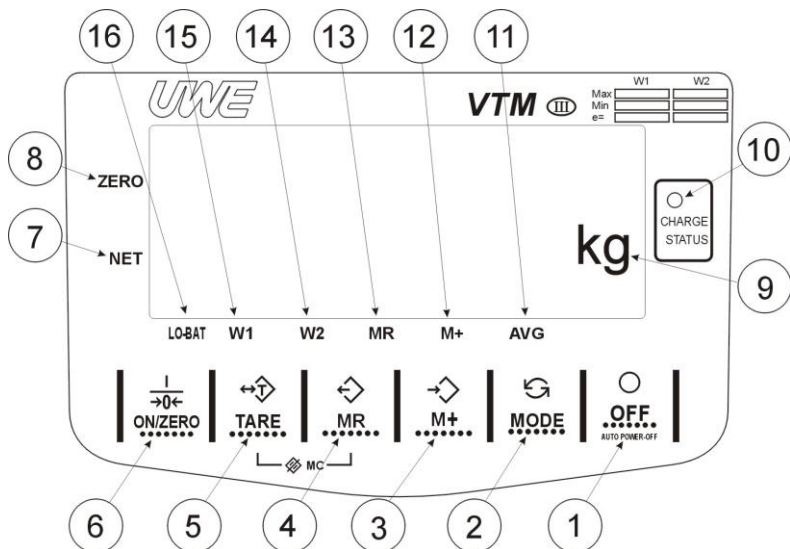 16 15 14 13 12 11
UWE VTM III
W1 W2
Max
Min
e=
8 ZERO
10
CHARGE
STATUS
7 NET
kg
9
LO-BAT W1 W2 MR M+ AVG
I
→0← T
ON/ZERO TARE MR M+ MODE OFF
AUTO POWER-OFF
MC
6 5 4 3 2 1